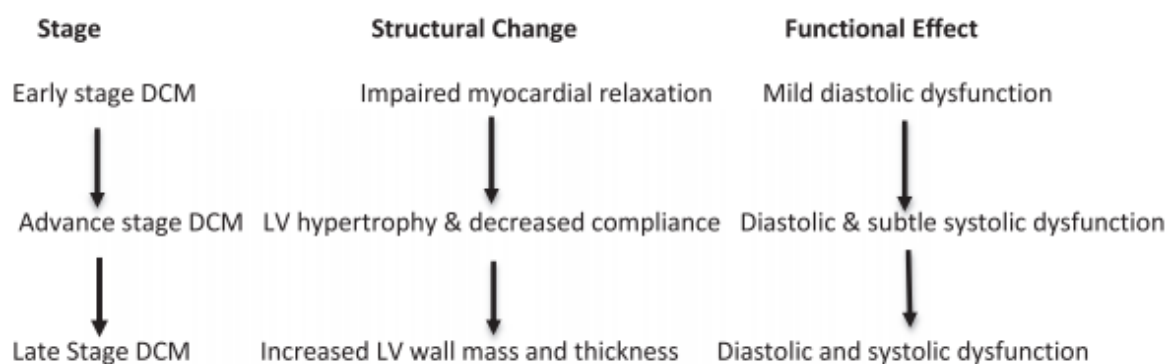 Stage Structural Change Functional Effect
Early stage DCM Impaired myocardial relaxation Mild diastolic dysfunction
Advance stage DCM LV hypertrophy & decreased compliance Diastolic & subtle systolic dysfunction
Late Stage DCM Increased LV wall mass and thickness Diastolic and systolic dysfunction